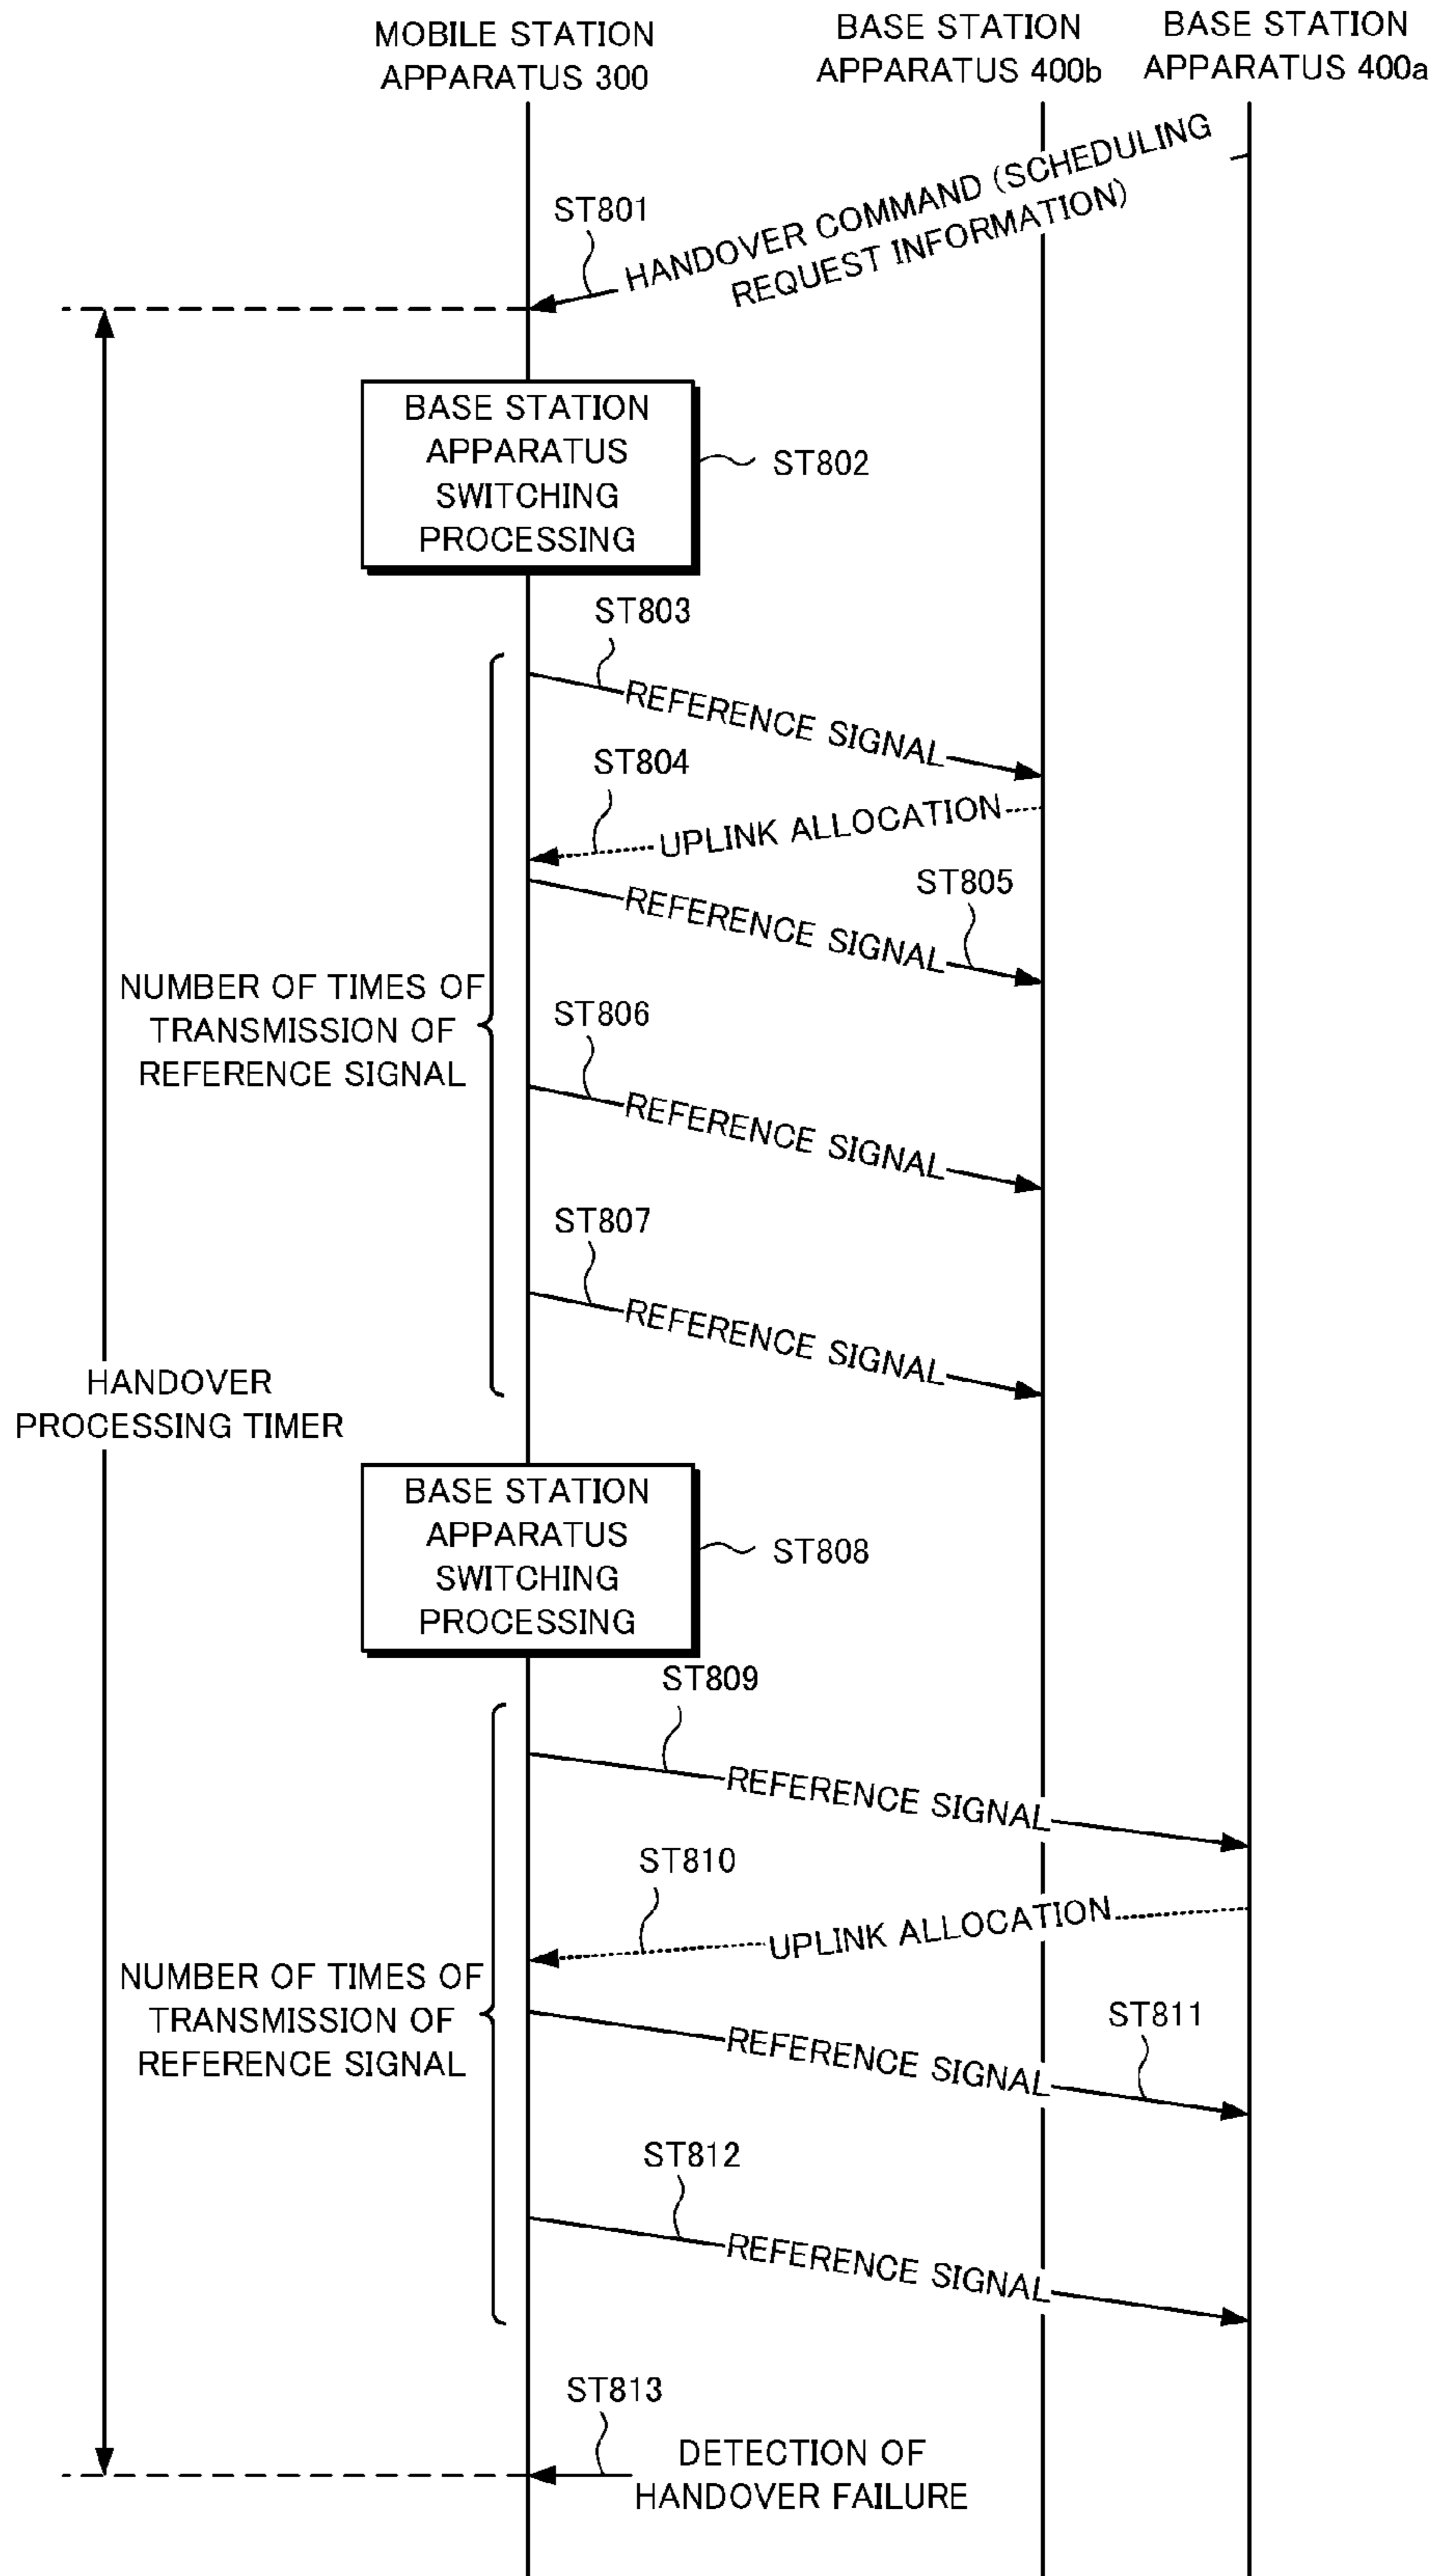 MOBILE STATION
APPARATUS 300
BASE STATION
APPARATUS 400b
BASE STATION
APPARATUS 400a
HANDOVER COMMAND (SCHEDULING
REQUEST INFORMATION)
ST801
BASE STATION
APPARATUS
SWITCHING
PROCESSING
ST802
ST803
REFERENCE SIGNAL
ST804
UPLINK ALLOCATION
ST805
REFERENCE SIGNAL
NUMBER OF TIMES OF
TRANSMISSION OF
REFERENCE SIGNAL
ST806
REFERENCE SIGNAL
ST807
REFERENCE SIGNAL
HANDOVER
PROCESSING TIMER
BASE STATION
APPARATUS
SWITCHING
PROCESSING
ST808
ST809
REFERENCE SIGNAL
ST810
UPLINK ALLOCATION
NUMBER OF TIMES OF
TRANSMISSION OF
REFERENCE SIGNAL
ST811
REFERENCE SIGNAL
ST812
REFERENCE SIGNAL
ST813
DETECTION OF
HANDOVER FAILURE